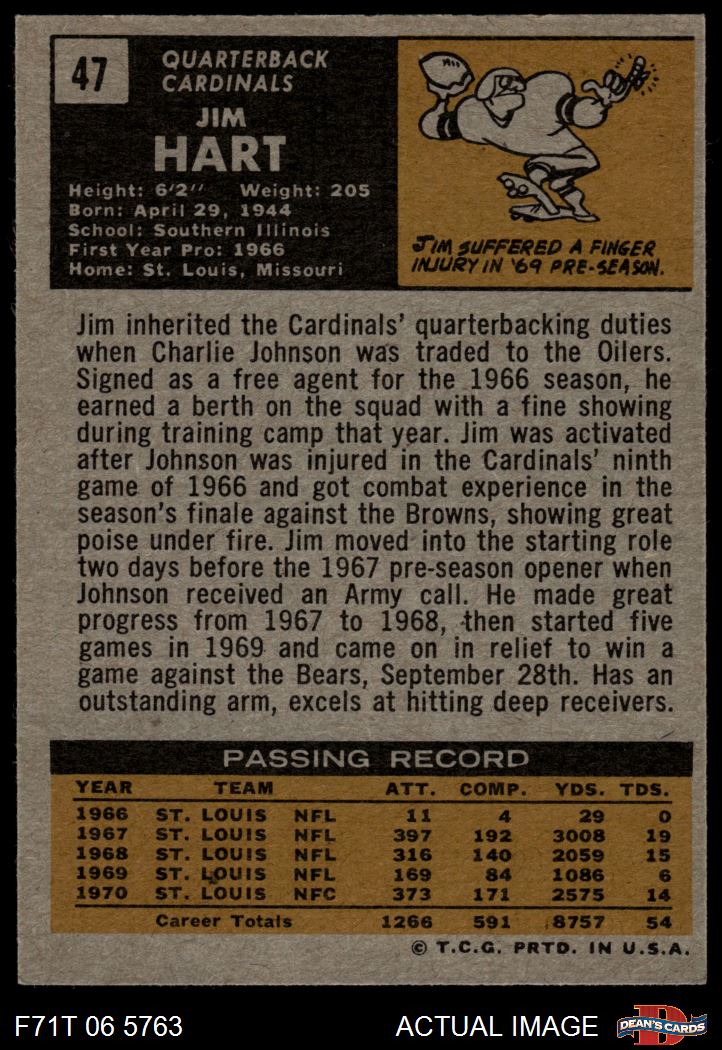 47
QUARTERBACK
CARDINALS
JIM
HART
Height: 6'2" Weight: 205
Born: April 29, 1944
School: Southern Illinois
First Year Pro: 1966
Home: St. Louis, Missouri
JIM SUFFERED A FINGER
INJURY IN '69 PRE-SEASON.
Jim inherited the Cardinals' quarterbacking duties
when Charlie Johnson was traded to the Oilers.
Signed as a free agent for the 1966 season, he
earned a berth on the squad with a fine showing
during training camp that year. Jim was activated
after Johnson was injured in the Cardinals' ninth
game of 1966 and got combat experience in the
season's finale against the Browns, showing great
poise under fire. Jim moved into the starting role
two days before the 1967 pre-season opener when
Johnson received an Army call. He made great
progress from 1967 to 1968, then started five
games in 1969 and came on in relief to win a
game against the Bears, September 28th. Has an
outstanding arm, excels at hitting deep receivers.
PASSING RECORD
YEAR TEAM ATT. COMP. YDS. TDS.
1966 ST. LOUIS NFL 11 4 29 0
1967 ST. LOUIS NFL 397 192 3008 19
1968 ST. LOUIS NFL 316 140 2059 15
1969 ST. LOUIS NFL 169 84 1086 6
1970 ST. LOUIS NFC 373 171 2575 14
Career Totals 1266 591 8757 54
© T.C.G. PRTD. IN U.S.A.
F71T 06 5763 ACTUAL IMAGE D DEAN'S CARDS